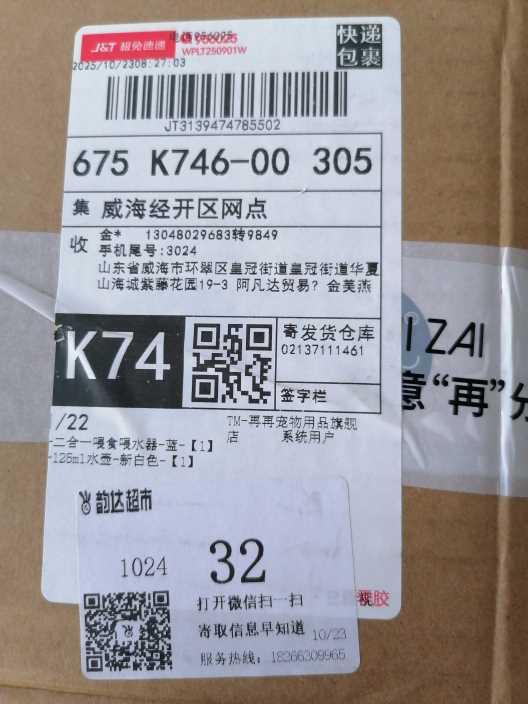 J&T 极兔速递
WPLT250901W
快递
包裹
2025/10/23 08:27:03
JT3139474785502
675 K746-00 305
集 威海经开区网点
收 金* 13048029683转9849
手机尾号:3024
山东省威海市环翠区皇冠街道皇冠街道华夏
山海城紫藤花园19-3 阿凡达贸易? 金美燕
K74
寄发货仓库
02137111461
签字栏
ZAI
意“再”分
/22
TM-再再宠物用品旗舰
店 系统用户
-二合一喂食喂水器-蓝-【1】
-125ml水壶-新白色-【1】
韵达超市
1024 32
打开微信扫一扫
寄取信息早知道 10/23
服务热线: 18266309965